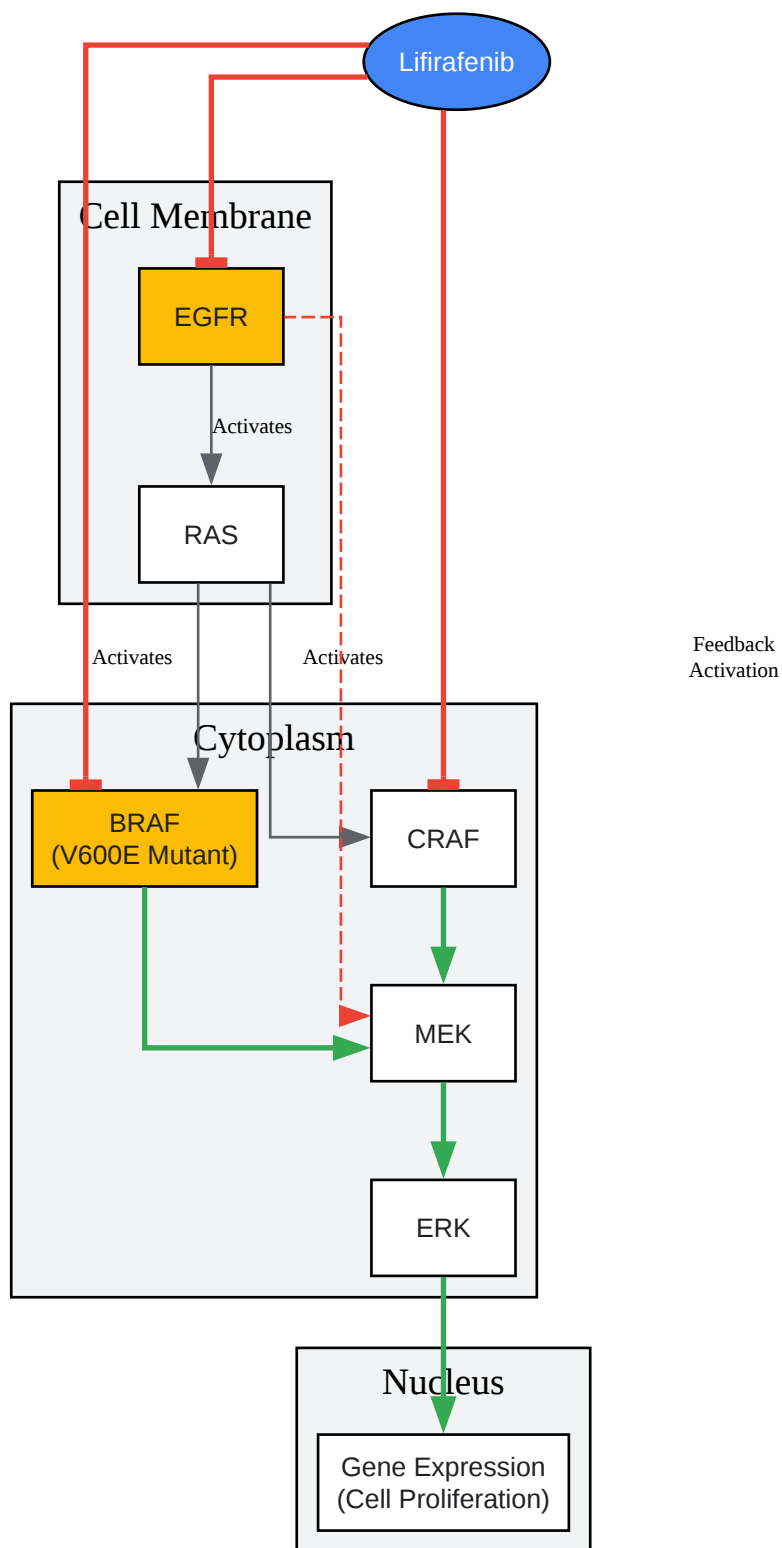 Lifirafenib
Cell Membrane
EGFR
Activates
RAS
Activates
Activates
Feedback
Activation
Cytoplasm
BRAF
(V600E Mutant)
CRAF
MEK
ERK
Nucleus
Gene Expression
(Cell Proliferation)